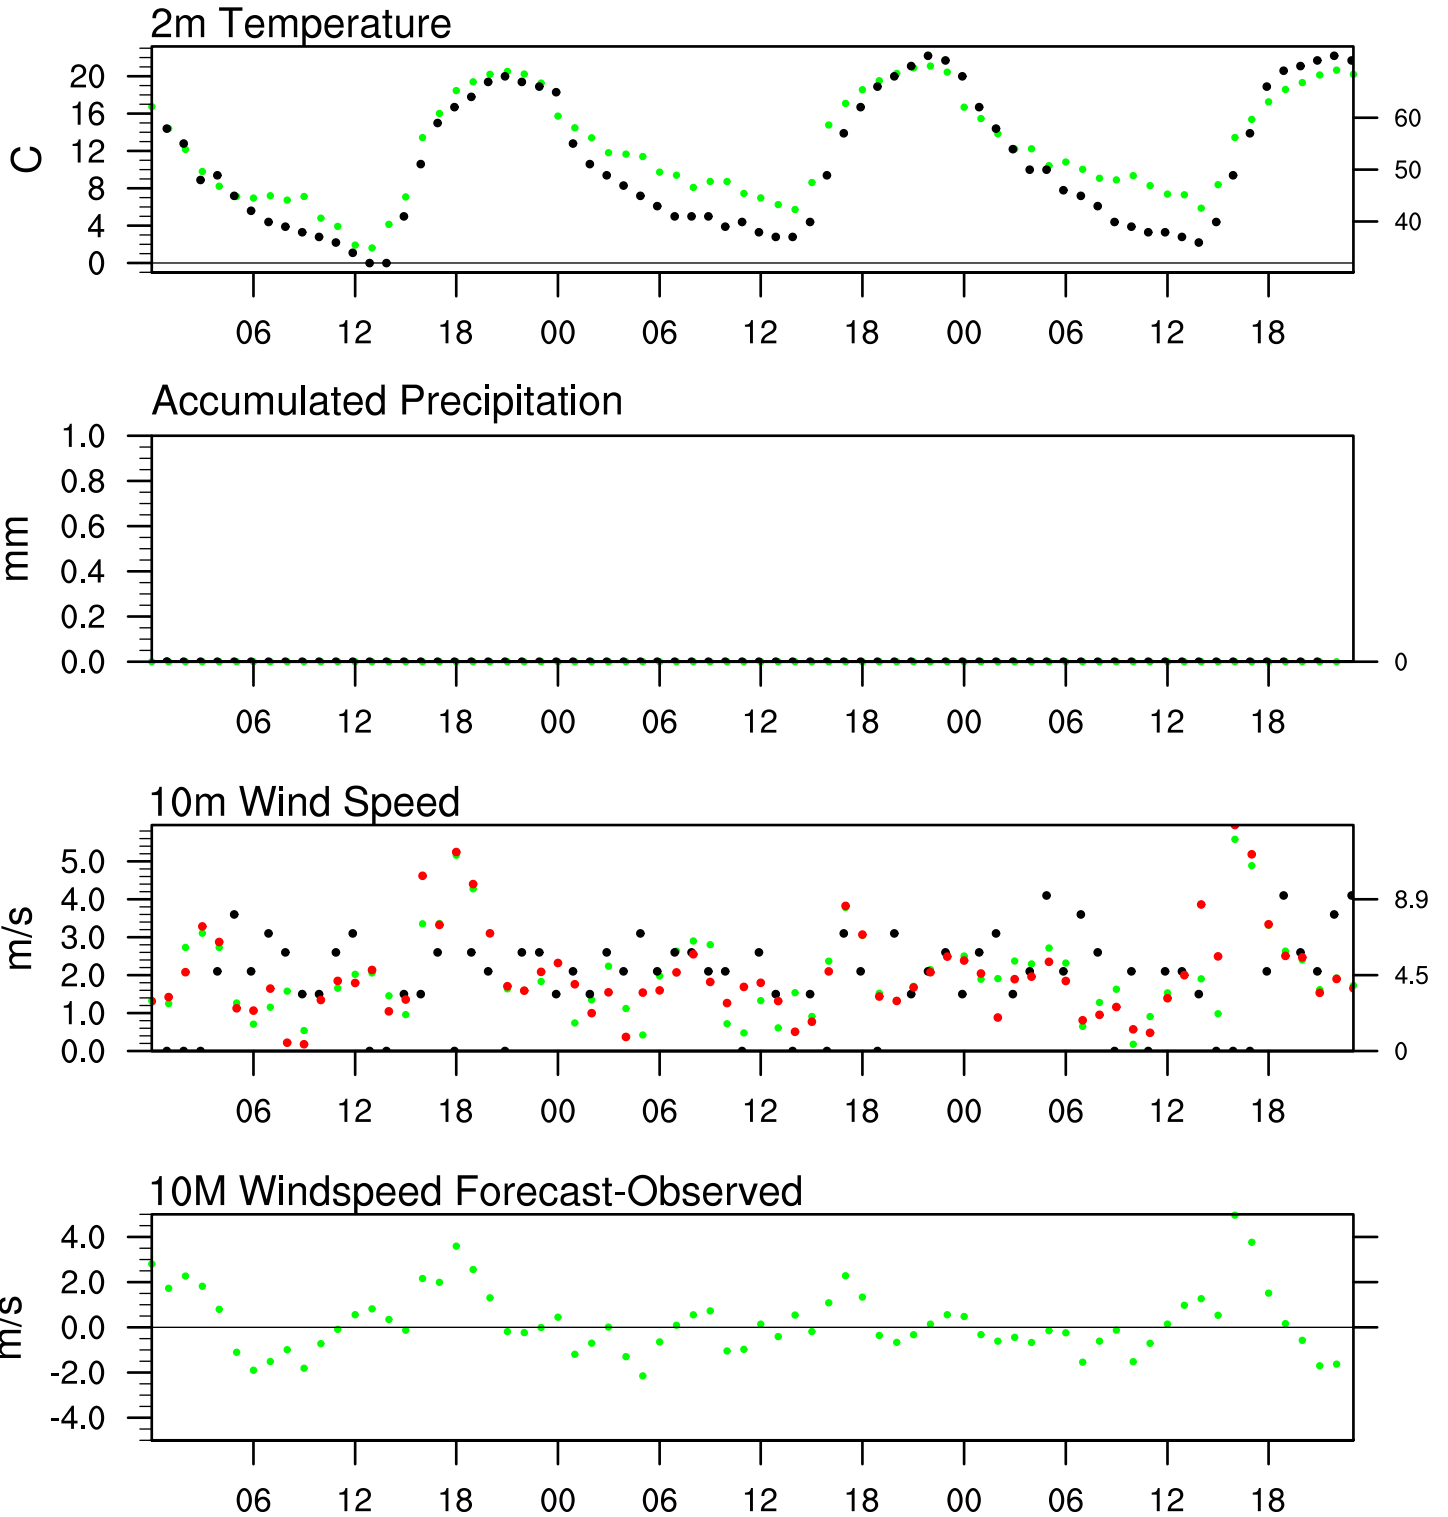 2m Temperature
20
16
12
8
4
0
C
60
50
40
06 12 18 00 06 12 18 00 06 12 18
Accumulated Precipitation
1.0
0.8
0.6
0.4
0.2
0.0
mm
0
06 12 18 00 06 12 18 00 06 12 18
10m Wind Speed
5.0
4.0
3.0
2.0
1.0
0.0
m/s
8.9
4.5
0
06 12 18 00 06 12 18 00 06 12 18
10M Windspeed Forecast-Observed
4.0
2.0
0.0
-2.0
-4.0
m/s
06 12 18 00 06 12 18 00 06 12 18